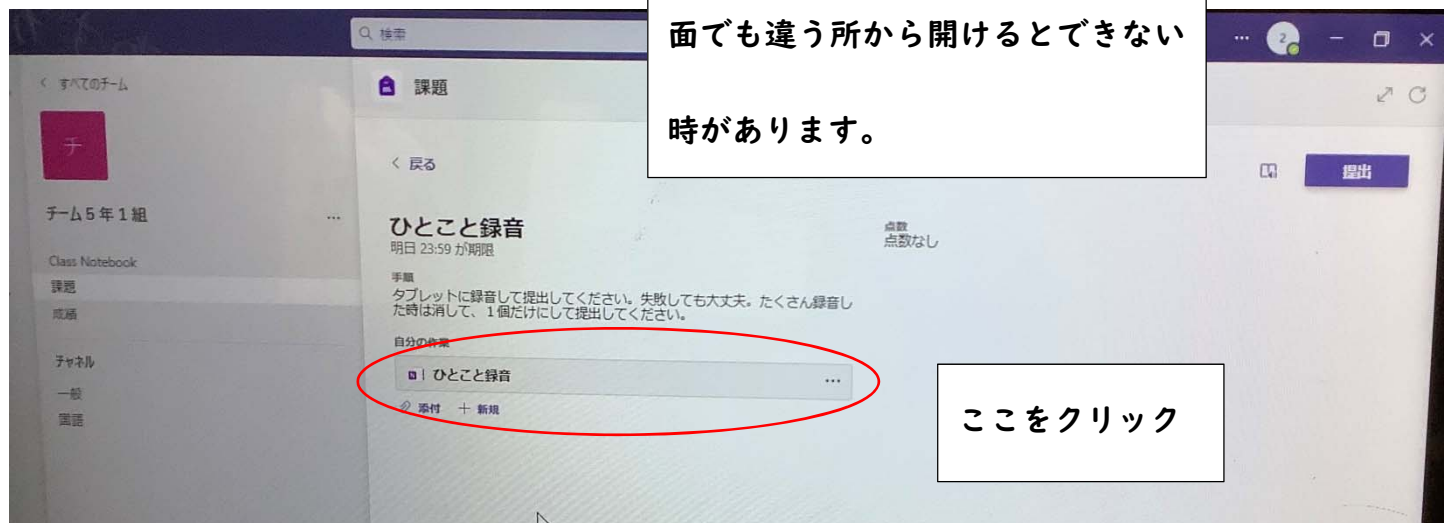 検索
面でも違う所から開けるとできない
時があります。
… 2
< すべてのチーム
チ
チーム5年1組 …
Class Notebook
課題
成績
チャネル
一般
国語
課題
< 戻る
提出
ひとこと録音
明日 23:59 が期限
点数
点数なし
手順
タブレットに録音して提出してください。失敗しても大丈夫。たくさん録音し
た時は消して、1個だけにして提出してください。
自分の作業
ひとこと録音 …
添付 + 新規
ここをクリック